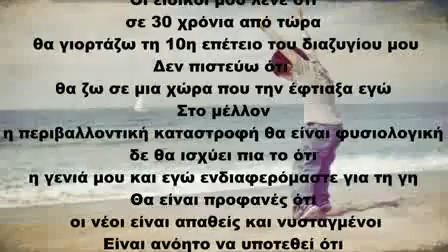 Οι ειδικοί μου λένε ότι
σε 30 χρόνια από τώρα
θα γιορτάζω τη 10η επέτειο του διαζυγίου μου
Δεν πιστεύω ότι
θα ζω σε μια χώρα που την έφτιαξα εγώ
Στο μέλλον
η περιβαλλοντική καταστροφή θα είναι φυσιολογική
δε θα ισχύει πια το ότι
η γενιά μου και εγώ ενδιαφερόμαστε για τη γη
Θα είναι προφανές ότι
οι νέοι είναι απαθείς και νυσταγμένοι
Είναι ανόητο να υποτεθεί ότι